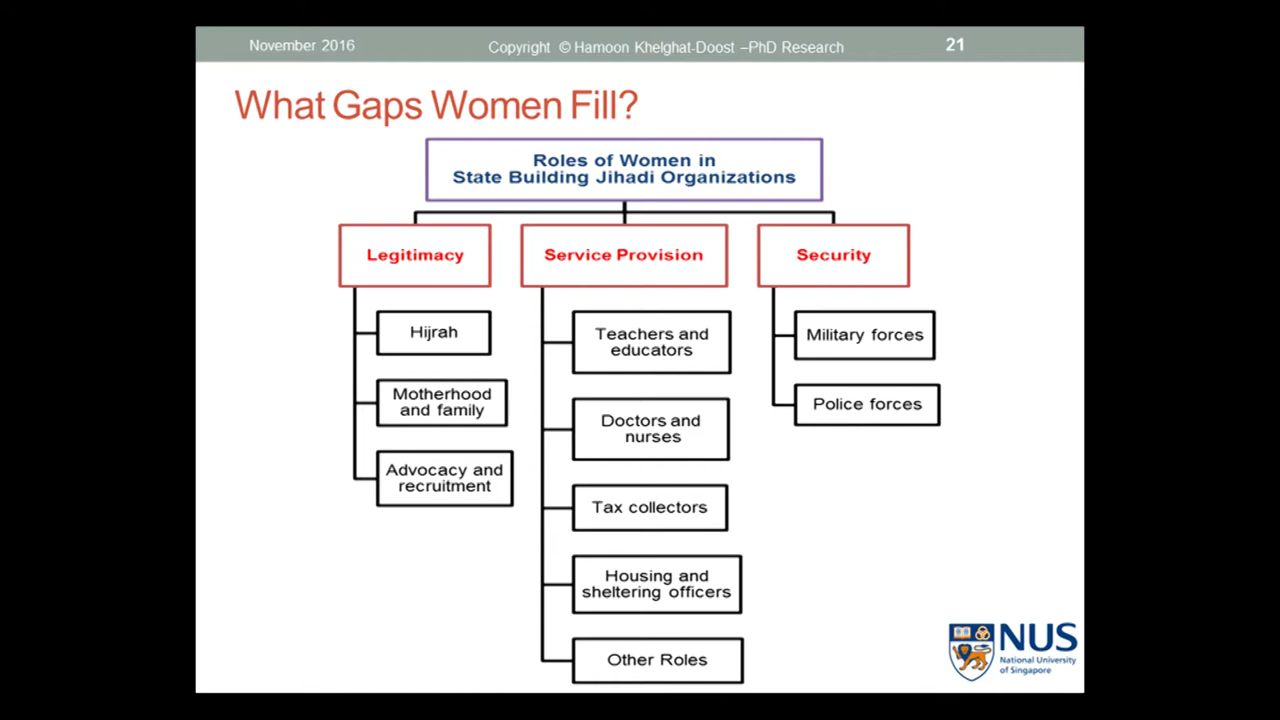 November 2016
Copyright © Hamoon Khelghat-Doost –PhD Research
21
What Gaps Women Fill?
Roles of Women in
State Building Jihadi Organizations
Legitimacy
Hijrah
Motherhood
and family
Advocacy and
recruitment
Service Provision
Teachers and
educators
Doctors and
nurses
Tax collectors
Housing and
sheltering officers
Other Roles
Security
Military forces
Police forces
NUS
National University
of Singapore